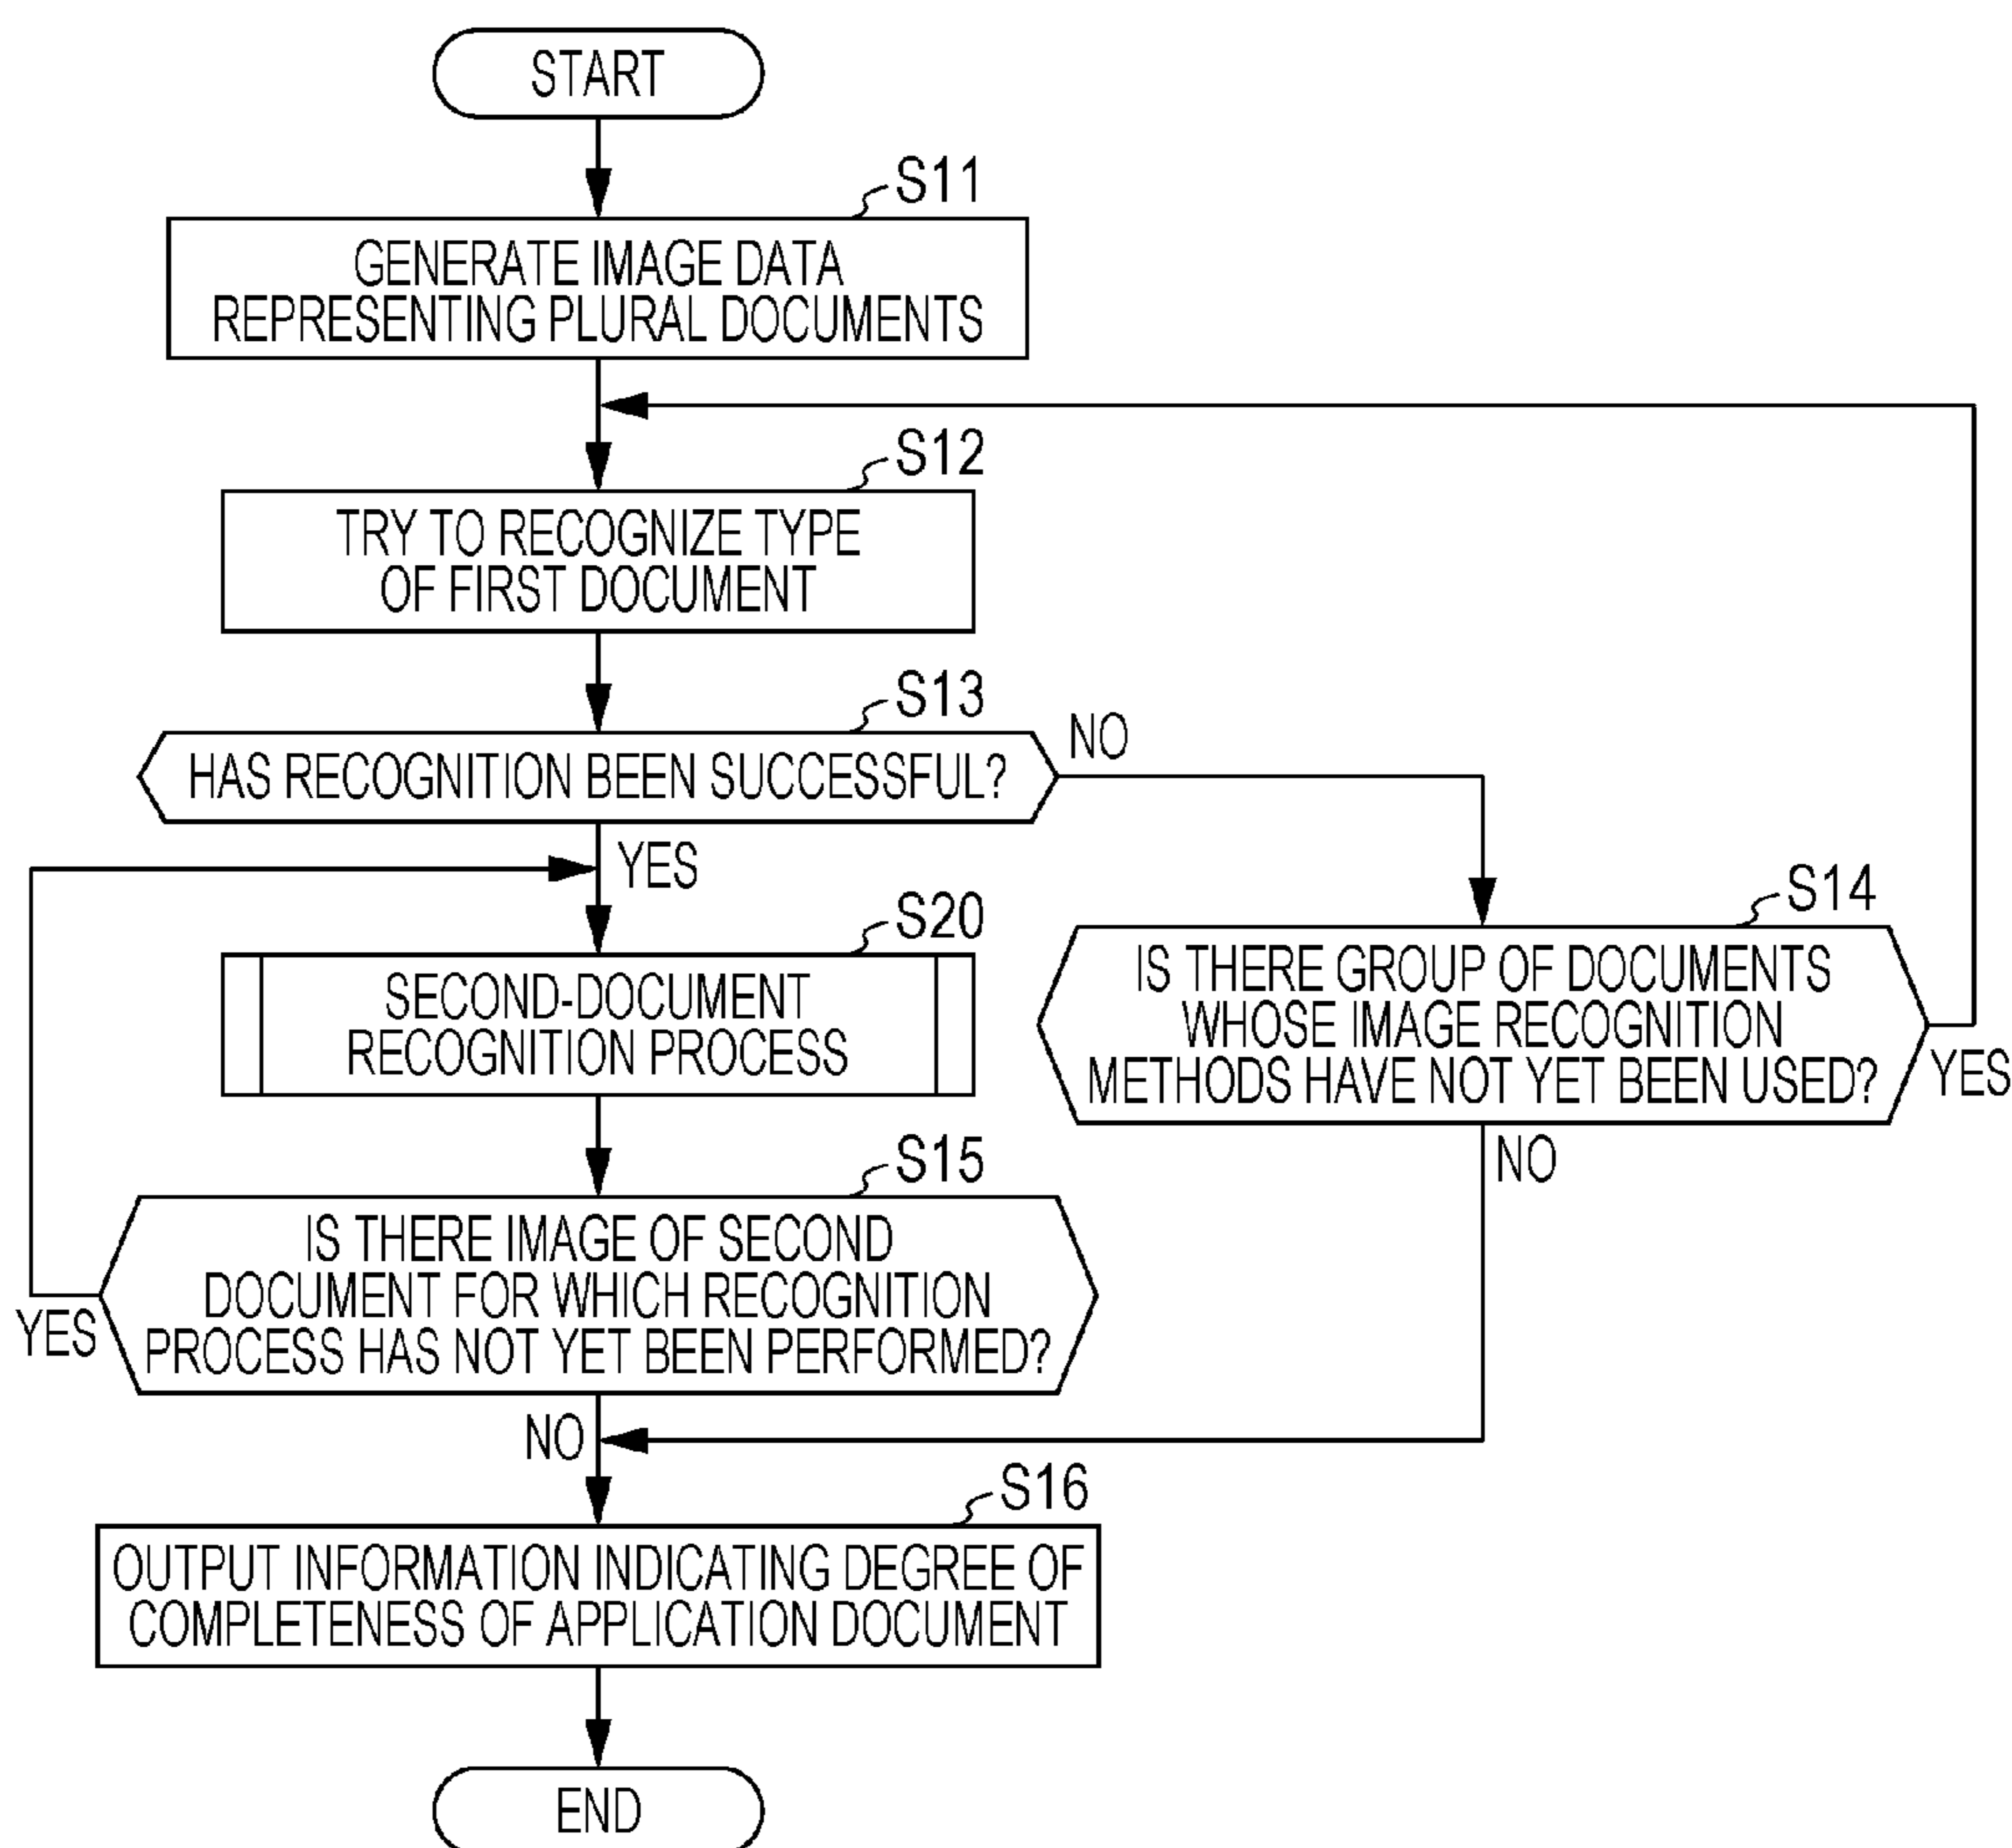 START
S11
GENERATE IMAGE DATA
REPRESENTING PLURAL DOCUMENTS
S12
TRY TO RECOGNIZE TYPE
OF FIRST DOCUMENT
S13
HAS RECOGNITION BEEN SUCCESSFUL?
NO
YES
S20
SECOND-DOCUMENT
RECOGNITION PROCESS
S14
IS THERE GROUP OF DOCUMENTS
WHOSE IMAGE RECOGNITION
METHODS HAVE NOT YET BEEN USED?
YES
NO
S15
IS THERE IMAGE OF SECOND
DOCUMENT FOR WHICH RECOGNITION
PROCESS HAS NOT YET BEEN PERFORMED?
YES
NO
S16
OUTPUT INFORMATION INDICATING DEGREE OF
COMPLETENESS OF APPLICATION DOCUMENT
END